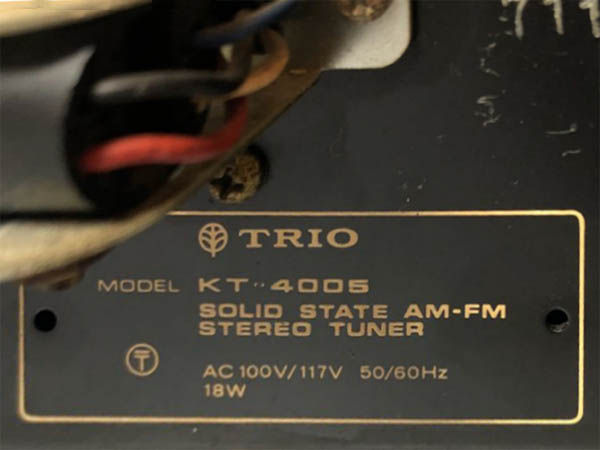 TRIO
MODEL KT-4005
SOLID STATE AM-FM
STEREO TUNER
〒
AC 100V/117V 50/60Hz
18W